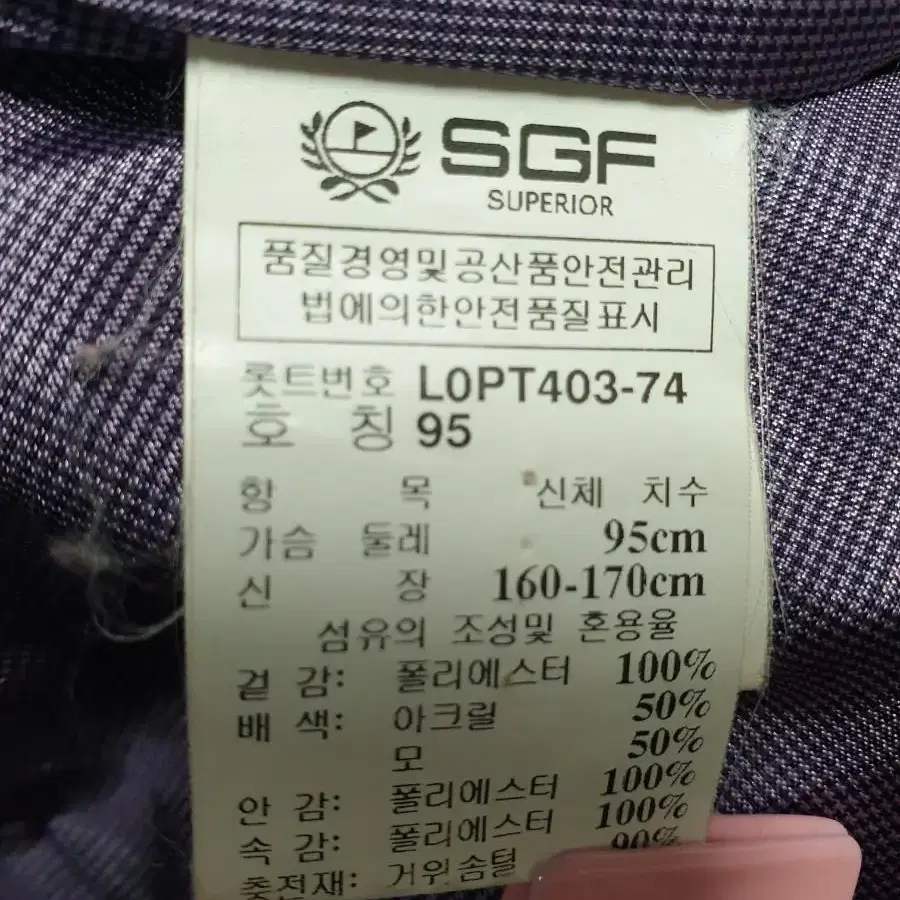 SGF
SUPERIOR
품질경영및공산품안전관리
법에의한안전품질표시
롯트번호 L0PT403-74
호 칭 95
항 목 신체 치수
가슴 둘레 95cm
신 장 160-170cm
섬유의 조성및 혼용율
겉 감: 폴리에스터 100%
배 색: 아크릴 50%
모 50%
안 감: 폴리에스터 100%
속 감: 폴리에스터 100%
충전재: 거위솜털 90%